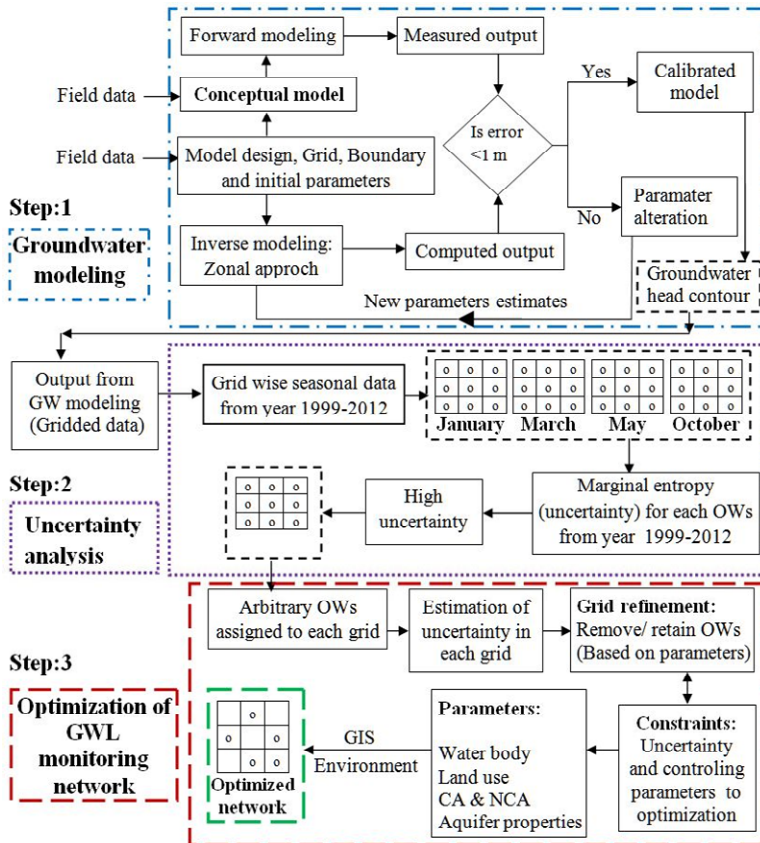 Forward modeling
Measured output
Field data
Conceptual model
Is error
<1 m
Yes
Calibrated
model
Field data
Model design, Grid, Boundary
and initial parameters
No
Paramater
alteration
Step:1
Groundwater
modeling
Inverse modeling:
Zonal approch
Computed output
New parameters estimates
Groundwater
head contour
Output from
GW modeling
(Gridded data)
Grid wise seasonal data
from year 1999-2012
o o o
o o o
o o o
January
o o o
o o o
o o o
March
o o o
o o o
o o o
May
o o o
o o o
o o o
October
Step:2
Uncertainty
analysis
o o o
o o o
o o o
High
uncertainty
Marginal entropy
(uncertainty) for each OWs
from year 1999-2012
Arbitrary OWs
assigned to each grid
Estimation of
uncertainty in
each grid
Grid refinement:
Remove/ retain OWs
(Based on parameters)
Step:3
Optimization of
GWL
monitoring
network
o
o o
o
Optimized
network
GIS
Environment
Parameters:
Water body
Land use
CA & NCA
Aquifer properties
Constraints:
Uncertainty
and controling
parameters to
optimization